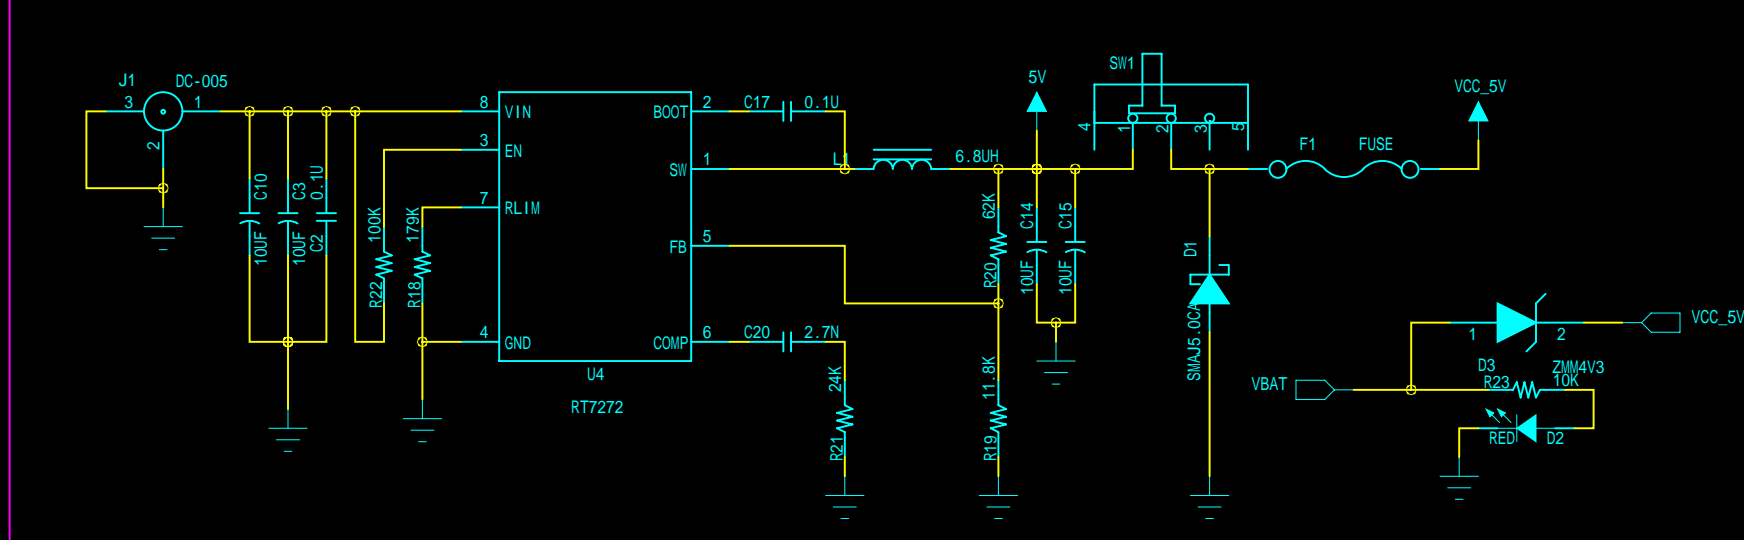 J1
DC-005
3
1
2
C10
10UF
C3
10UF
0.1U
C2
100K
R22
179K
R18
8
VIN
3
EN
7
RLIM
4
GND
BOOT
2
SW
1
FB
5
COMP
6
U4
RT7272
C17
0.1U
L1
6.8UH
C20
2.7N
24K
R21
62K
R20
11.8K
R19
5V
C14
10UF
C15
10UF
SW1
4
1
2
3
5
F1
FUSE
VCC_5V
D1
SMAJ5.0CA
1
2
VCC_5V
D3
ZMM4V3
VBAT
R23
10K
RED
D2